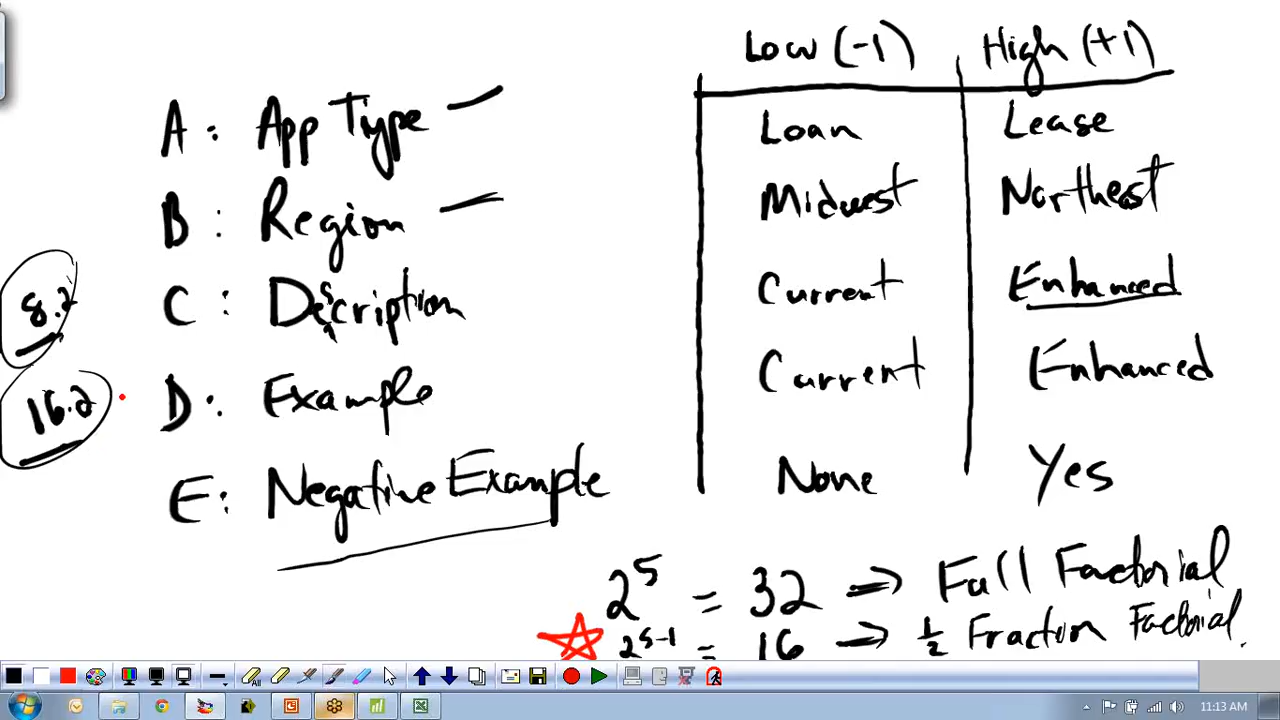 Low (-1) High (+1)
A: App Type Loan Lease
B: Region Midwest Northeast
C: Description Current Enhanced
8.2
D: Example Current Enhanced
16.2
E: Negative Example None Yes
2^5 = 32 → Full Factorial
2^5-1 = 16 → 1/2 Fraction Factorial.
11:13 AM